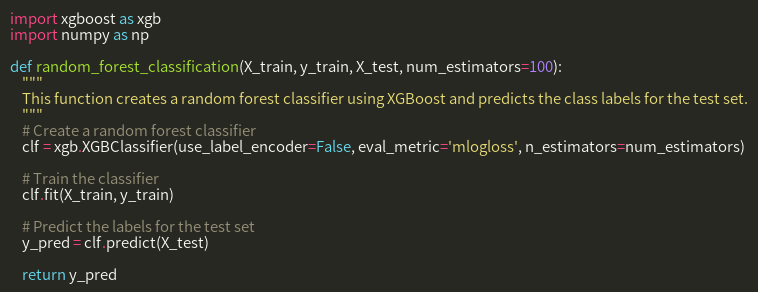 import xgboost as xgb
import numpy as np
def random_forest_classification(X_train, y_train, X_test, num_estimators=100):
"""
This function creates a random forest classifier using XGBoost and predicts the class labels for the test set.
"""
# Create a random forest classifier
clf = xgb.XGBClassifier(use_label_encoder=False, eval_metric='mlogloss', n_estimators=num_estimators)
# Train the classifier
clf.fit(X_train, y_train)
# Predict the labels for the test set
y_pred = clf.predict(X_test)
return y_pred